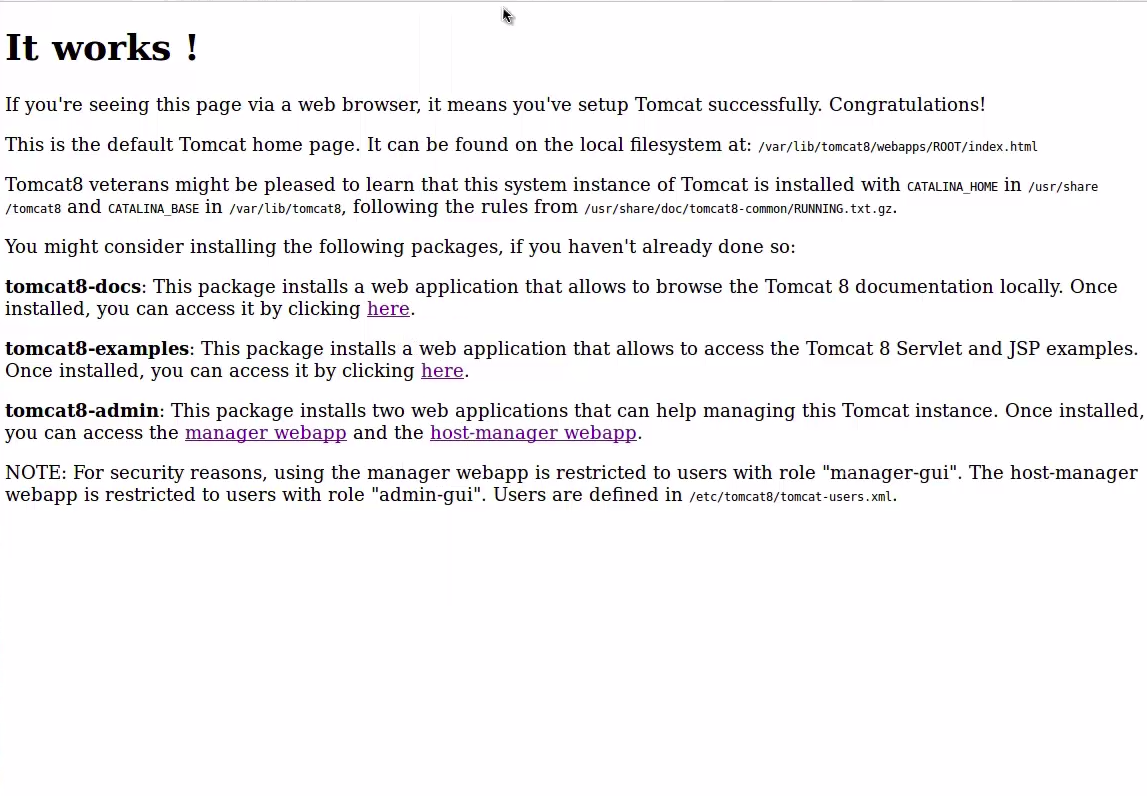 It works !
If you're seeing this page via a web browser, it means you've setup Tomcat successfully. Congratulations!
This is the default Tomcat home page. It can be found on the local filesystem at: /var/lib/tomcat8/webapps/ROOT/index.html
Tomcat8 veterans might be pleased to learn that this system instance of Tomcat is installed with CATALINA_HOME in /usr/share
/tomcat8 and CATALINA_BASE in /var/lib/tomcat8, following the rules from /usr/share/doc/tomcat8-common/RUNNING.txt.gz.
You might consider installing the following packages, if you haven't already done so:
tomcat8-docs: This package installs a web application that allows to browse the Tomcat 8 documentation locally. Once
installed, you can access it by clicking here.
tomcat8-examples: This package installs a web application that allows to access the Tomcat 8 Servlet and JSP examples.
Once installed, you can access it by clicking here.
tomcat8-admin: This package installs two web applications that can help managing this Tomcat instance. Once installed,
you can access the manager webapp and the host-manager webapp.
NOTE: For security reasons, using the manager webapp is restricted to users with role "manager-gui". The host-manager
webapp is restricted to users with role "admin-gui". Users are defined in /etc/tomcat8/tomcat-users.xml.